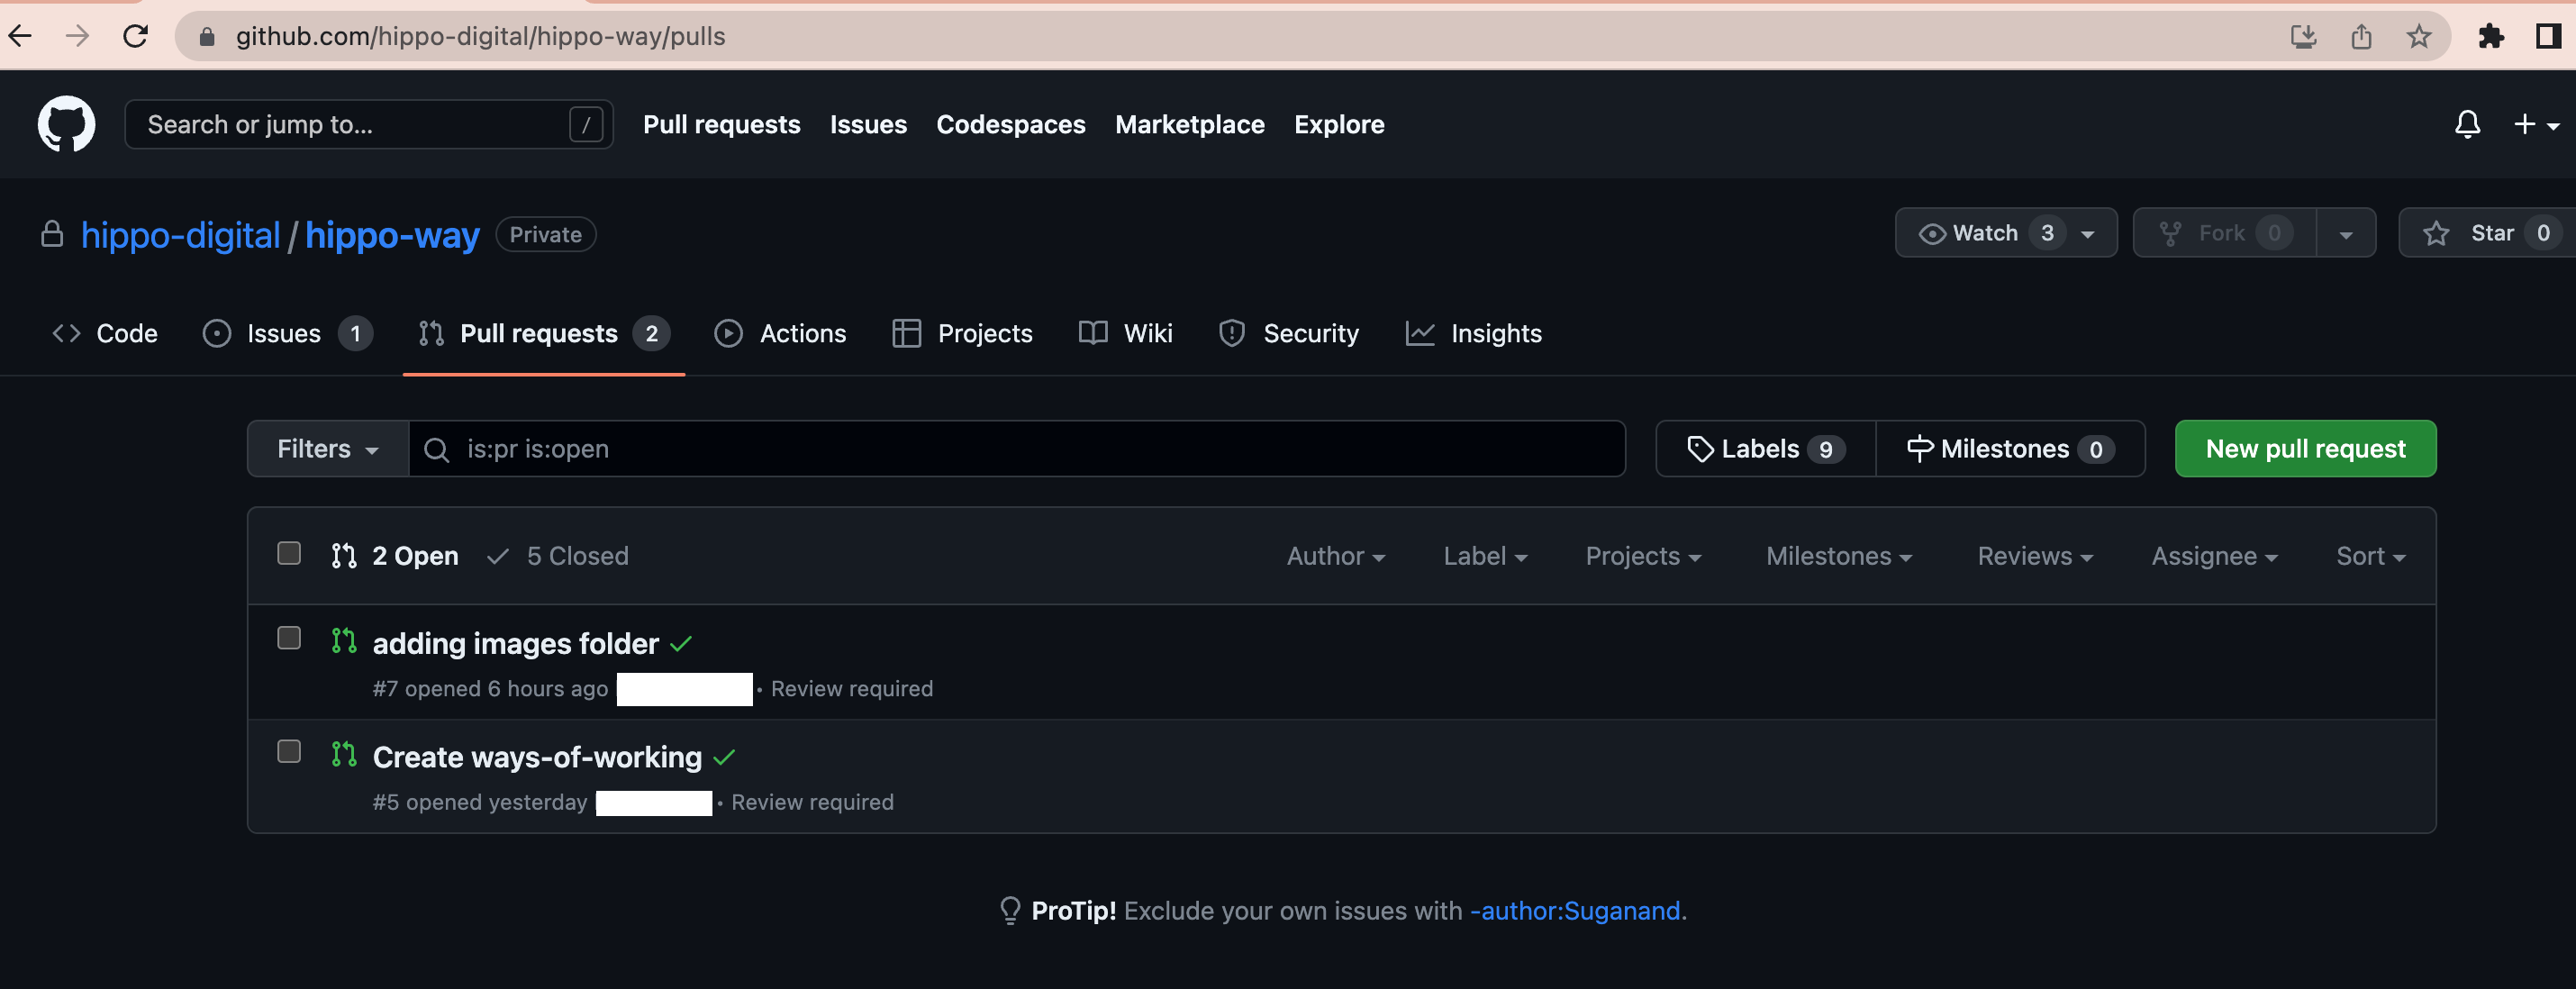 github.com/hippo-digital/hippo-way/pulls
Search or jump to... / Pull requests Issues Codespaces Marketplace Explore
hippo-digital / hippo-way Private Watch 3 Fork 0 Star 0
Code Issues 1 Pull requests 2 Actions Projects Wiki Security Insights
Filters is:pr is:open Labels 9 Milestones 0 New pull request
2 Open 5 Closed Author Label Projects Milestones Reviews Assignee Sort
adding images folder
#7 opened 6 hours ago • Review required
Create ways-of-working
#5 opened yesterday • Review required
ProTip! Exclude your own issues with -author:Suganand.